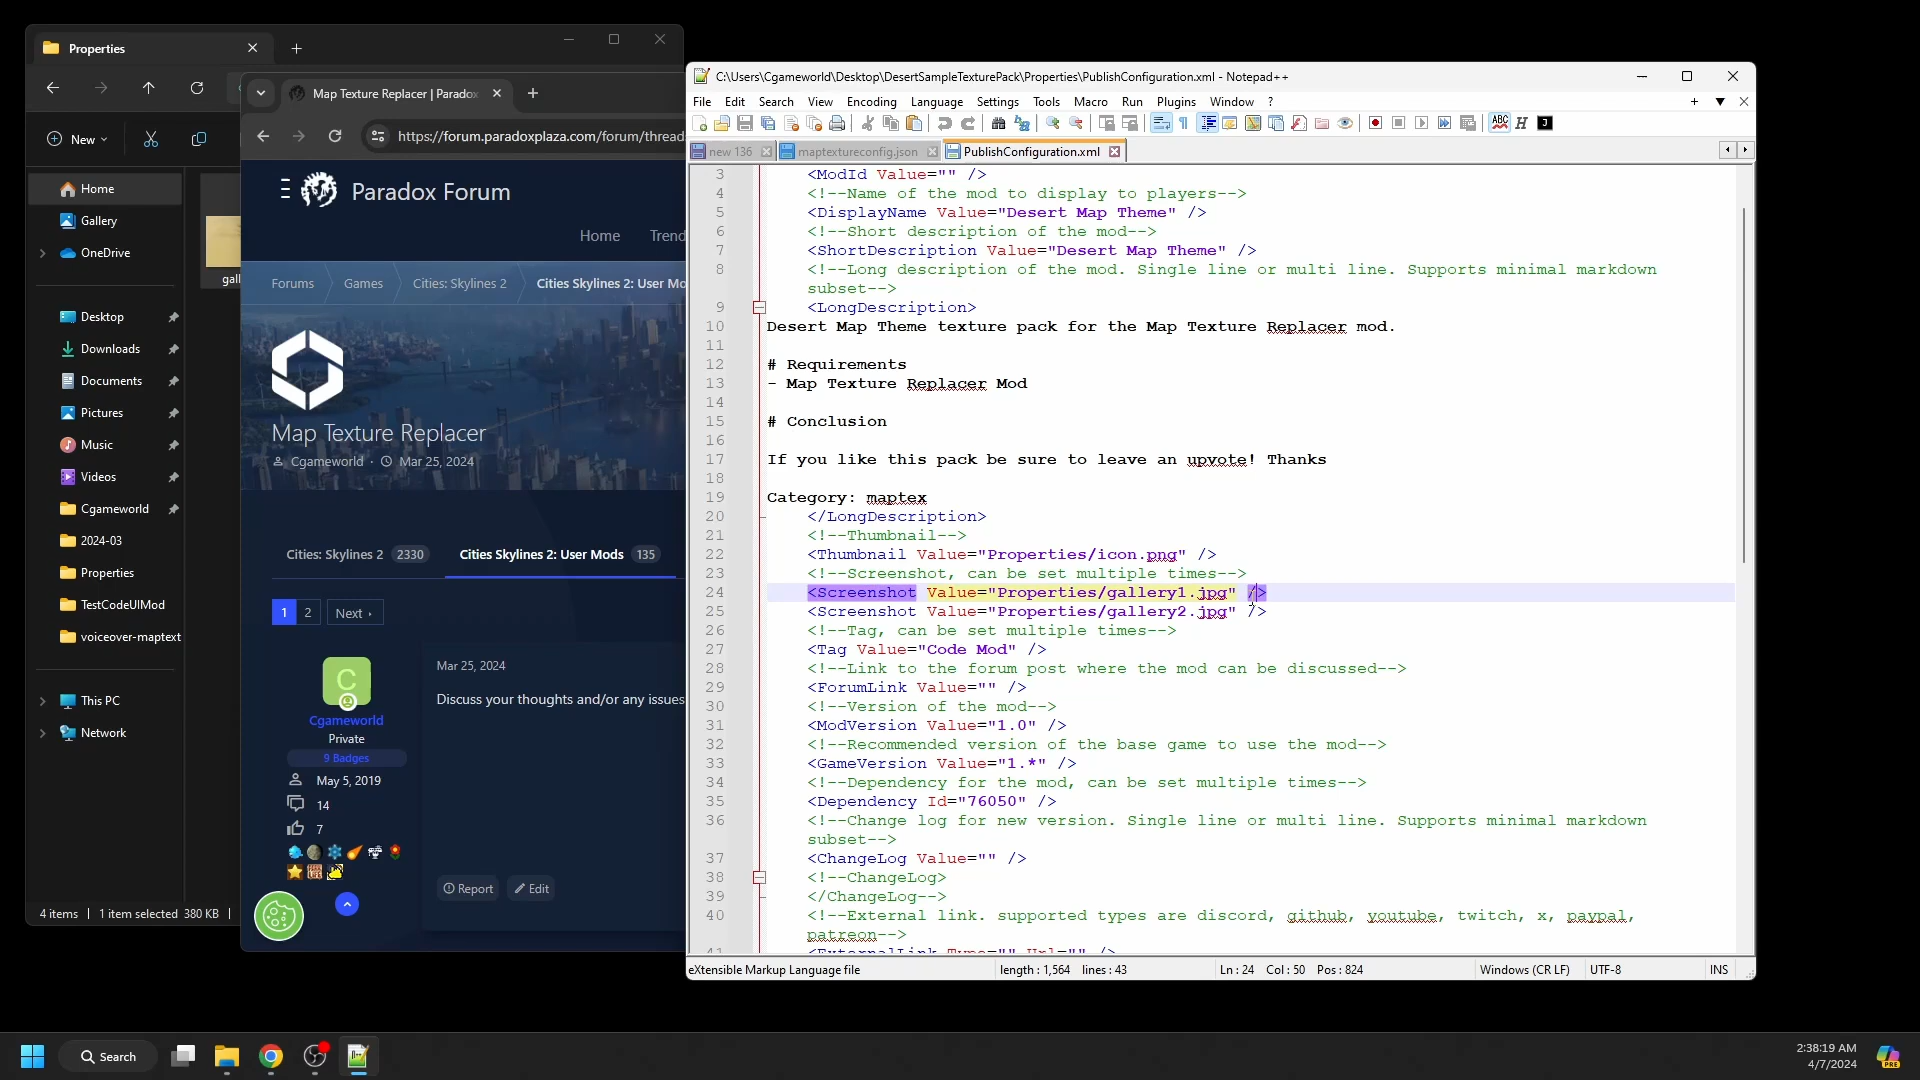 Properties
New
Home
Gallery
OneDrive
Desktop
Downloads
Documents
Pictures
Music
Videos
Cgameworld
2024-03
Properties
TestCodeUIMod
voiceover-maptext
This PC
Network
gall
4 items
1 item selected 380 KB
Map Texture Replacer | Parado
https://forum.paradoxplaza.com/forum/thread
Paradox Forum
Home
Trend
Forums
Games
Cities: Skylines 2
Cities Skylines 2: User Mo
Map Texture Replacer
Cgameworld · Mar 25, 2024
Cities: Skylines 2 2330
Cities Skylines 2: User Mods 135
1
2
Next
C
Cgameworld
Private
9 Badges
May 5, 2019
14
7
Mar 25, 2024
Discuss your thoughts and/or any issues
Report
Edit
C:\Users\Cgameworld\Desktop\DesertSampleTexturePack\Properties\PublishConfiguration.xml - Notepad++
File Edit Search View Encoding Language Settings Tools Macro Run Plugins Window ?
new 136
maptextureconfig.json
PublishConfiguration.xml
3 <ModId Value="" />
4 <!--Name of the mod to display to players-->
5 <DisplayName Value="Desert Map Theme" />
6 <!--Short description of the mod-->
7 <ShortDescription Value="Desert Map Theme" />
8 <!--Long description of the mod. Single line or multi line. Supports minimal markdown
subset-->
9 <LongDescription>
10 Desert Map Theme texture pack for the Map Texture Replacer mod.
11
12 # Requirements
13 - Map Texture Replacer Mod
14
15 # Conclusion
16
17 If you like this pack be sure to leave an upvote! Thanks
18
19 Category: maptex
20 </LongDescription>
21 <!--Thumbnail-->
22 <Thumbnail Value="Properties/icon.png" />
23 <!--Screenshot, can be set multiple times-->
24 <Screenshot Value="Properties/gallery1.jpg" />
25 <Screenshot Value="Properties/gallery2.jpg" />
26 <!--Tag, can be set multiple times-->
27 <Tag Value="Code Mod" />
28 <!--Link to the forum post where the mod can be discussed-->
29 <ForumLink Value="" />
30 <!--Version of the mod-->
31 <ModVersion Value="1.0" />
32 <!--Recommended version of the base game to use the mod-->
33 <GameVersion Value="1.*" />
34 <!--Dependency for the mod, can be set multiple times-->
35 <Dependency Id="76050" />
36 <!--Change log for new version. Single line or multi line. Supports minimal markdown
subset-->
37 <ChangeLog Value="" />
38 <!--ChangeLog>
39 </ChangeLog-->
40 <!--External link. supported types are discord, github, youtube, twitch, x, paypal,
patreon-->
41 <ExternalLink Type="" Url="" />
eXtensible Markup Language file
length : 1,564 lines : 43
Ln : 24 Col : 50 Pos : 824
Windows (CR LF)
UTF-8
INS
Search
2:38:19 AM
4/7/2024
PRE